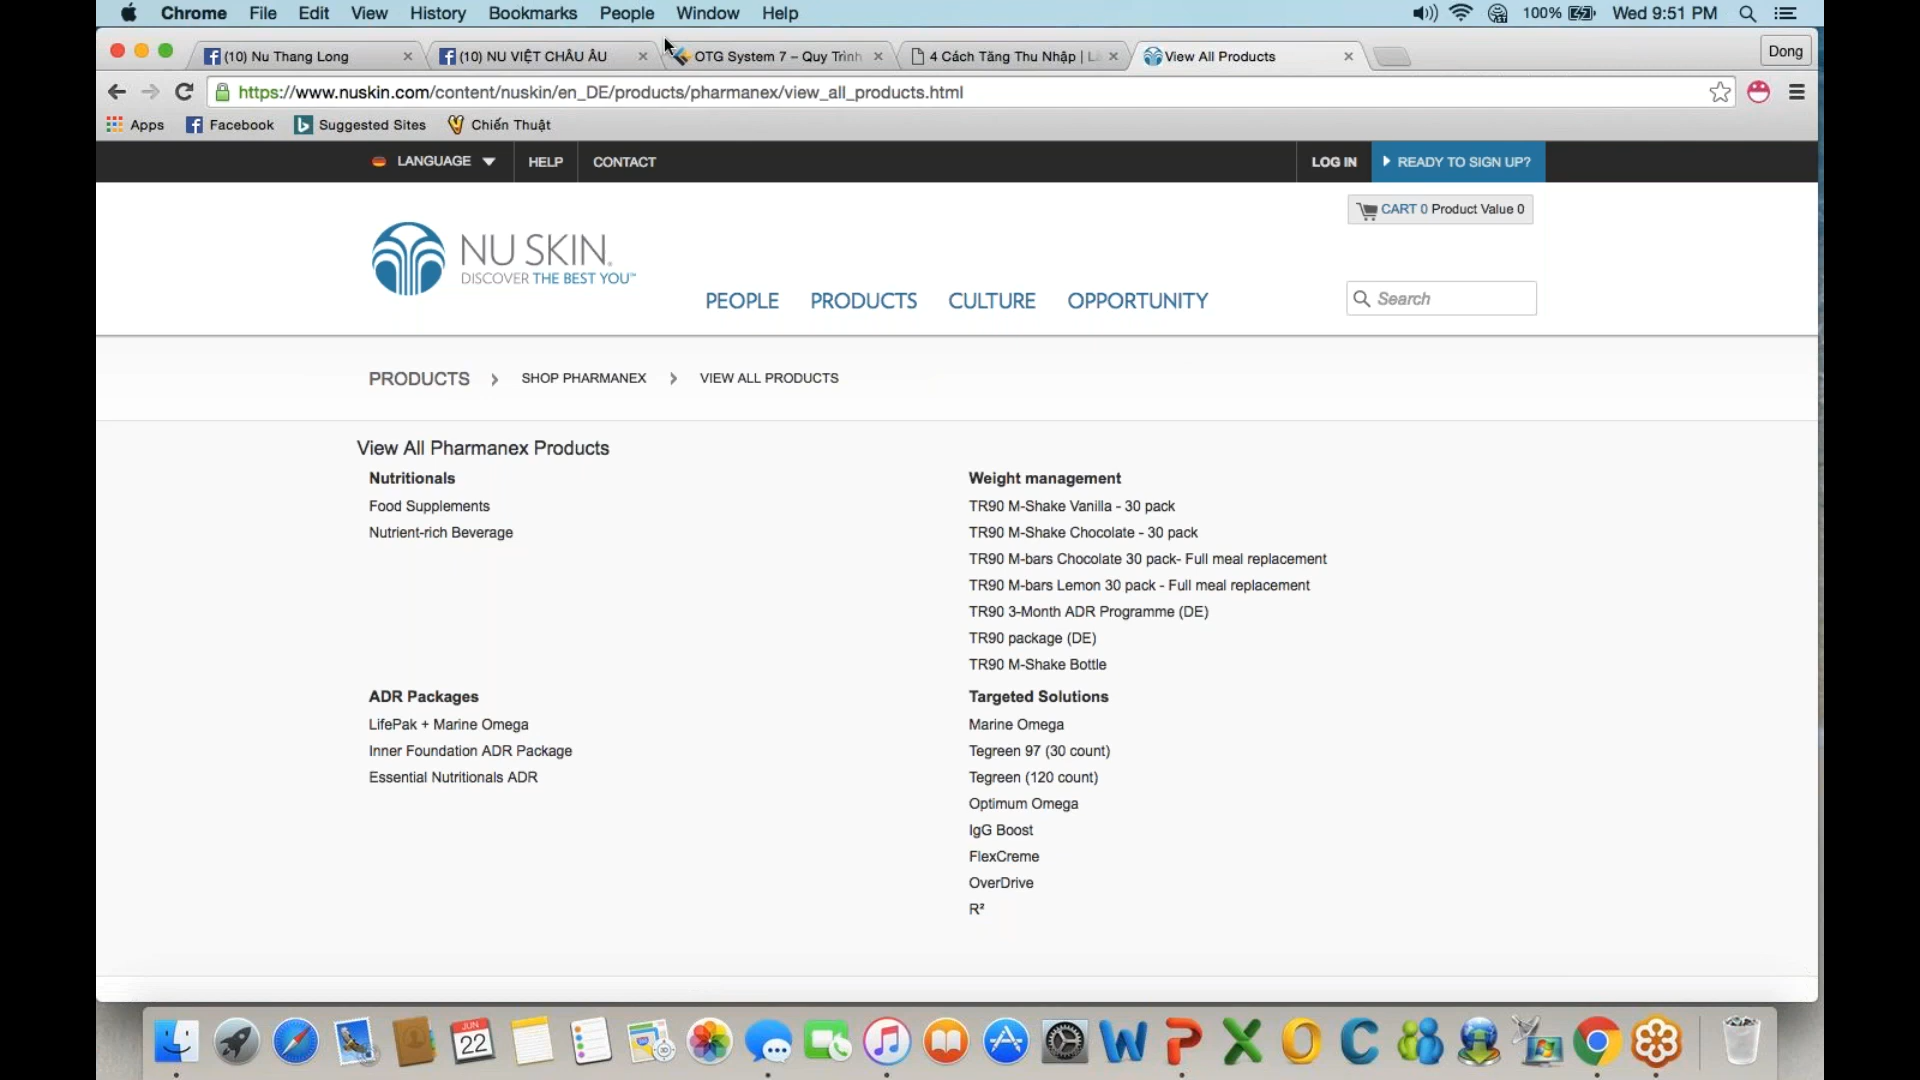 Chrome File Edit View History Bookmarks People Window Help 100% Wed 9:51 PM
(10) Nu Thang Long (10) NU VIỆT CHÂU ÂU OTG System 7 – Quy Trình 4 Cách Tăng Thu Nhập | View All Products Dong
https://www.nuskin.com/content/nuskin/en_DE/products/pharmanex/view_all_products.html
Apps Facebook Suggested Sites Chiến Thuật
LANGUAGE HELP CONTACT LOG IN READY TO SIGN UP?
CART 0 Product Value 0
NU SKIN.
DISCOVER THE BEST YOU™
PEOPLE PRODUCTS CULTURE OPPORTUNITY Search
PRODUCTS SHOP PHARMANEX VIEW ALL PRODUCTS
View All Pharmanex Products
Nutritionals
Food Supplements
Nutrient-rich Beverage
Weight management
TR90 M-Shake Vanilla - 30 pack
TR90 M-Shake Chocolate - 30 pack
TR90 M-bars Chocolate 30 pack- Full meal replacement
TR90 M-bars Lemon 30 pack - Full meal replacement
TR90 3-Month ADR Programme (DE)
TR90 package (DE)
TR90 M-Shake Bottle
ADR Packages
LifePak + Marine Omega
Inner Foundation ADR Package
Essential Nutritionals ADR
Targeted Solutions
Marine Omega
Tegreen 97 (30 count)
Tegreen (120 count)
Optimum Omega
IgG Boost
FlexCreme
OverDrive
R²
JUN
22